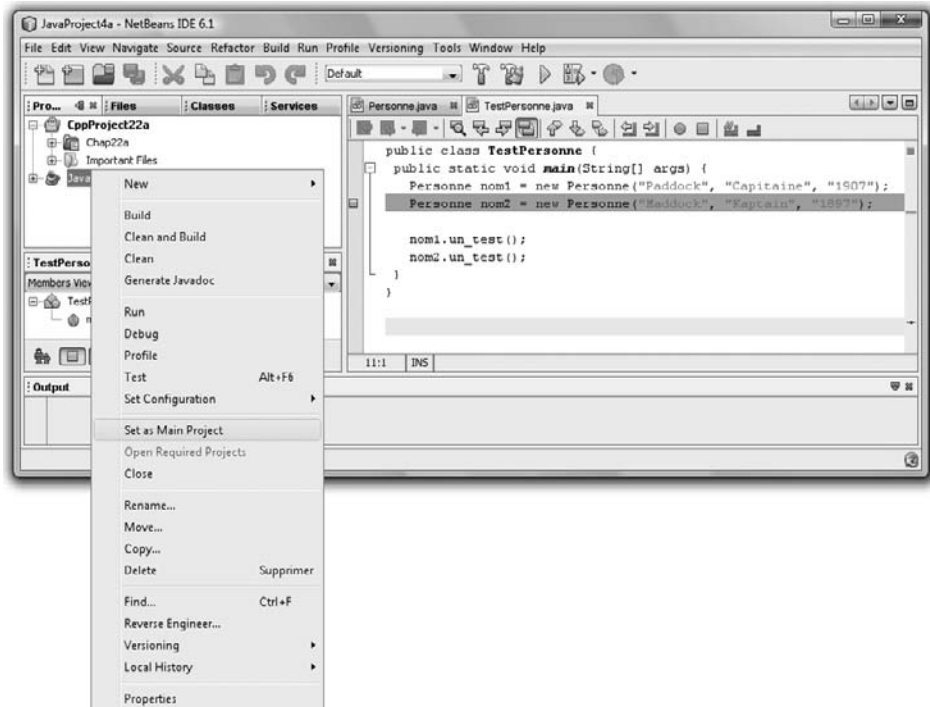 JavaProject4a - NetBeans IDE 6.1
File Edit View Navigate Source Refactor Build Run Profile Versioning Tools Window Help
Default
Pro... Files Classes Services
Personne.java TestPersonne.java
CppProject22a
Chap22a
Important Files
Java
public class TestPersonne {
public static void main(String[] args) {
Personne nom1 = new Personne("Paddock", "Capitaine", "1907");
Personne nom2 = new Personne("Haddock", "Kaptain", "1897");
nom1.un_test();
nom2.un_test();
}
}
TestPerso
Members View
TestP
11:1 INS
Output
New
Build
Clean and Build
Clean
Generate Javadoc
Run
Debug
Profile
Test Alt+F6
Set Configuration
Set as Main Project
Open Required Projects
Close
Rename...
Move...
Copy...
Delete Supprimer
Find... Ctrl+F
Reverse Engineer...
Versioning
Local History
Properties